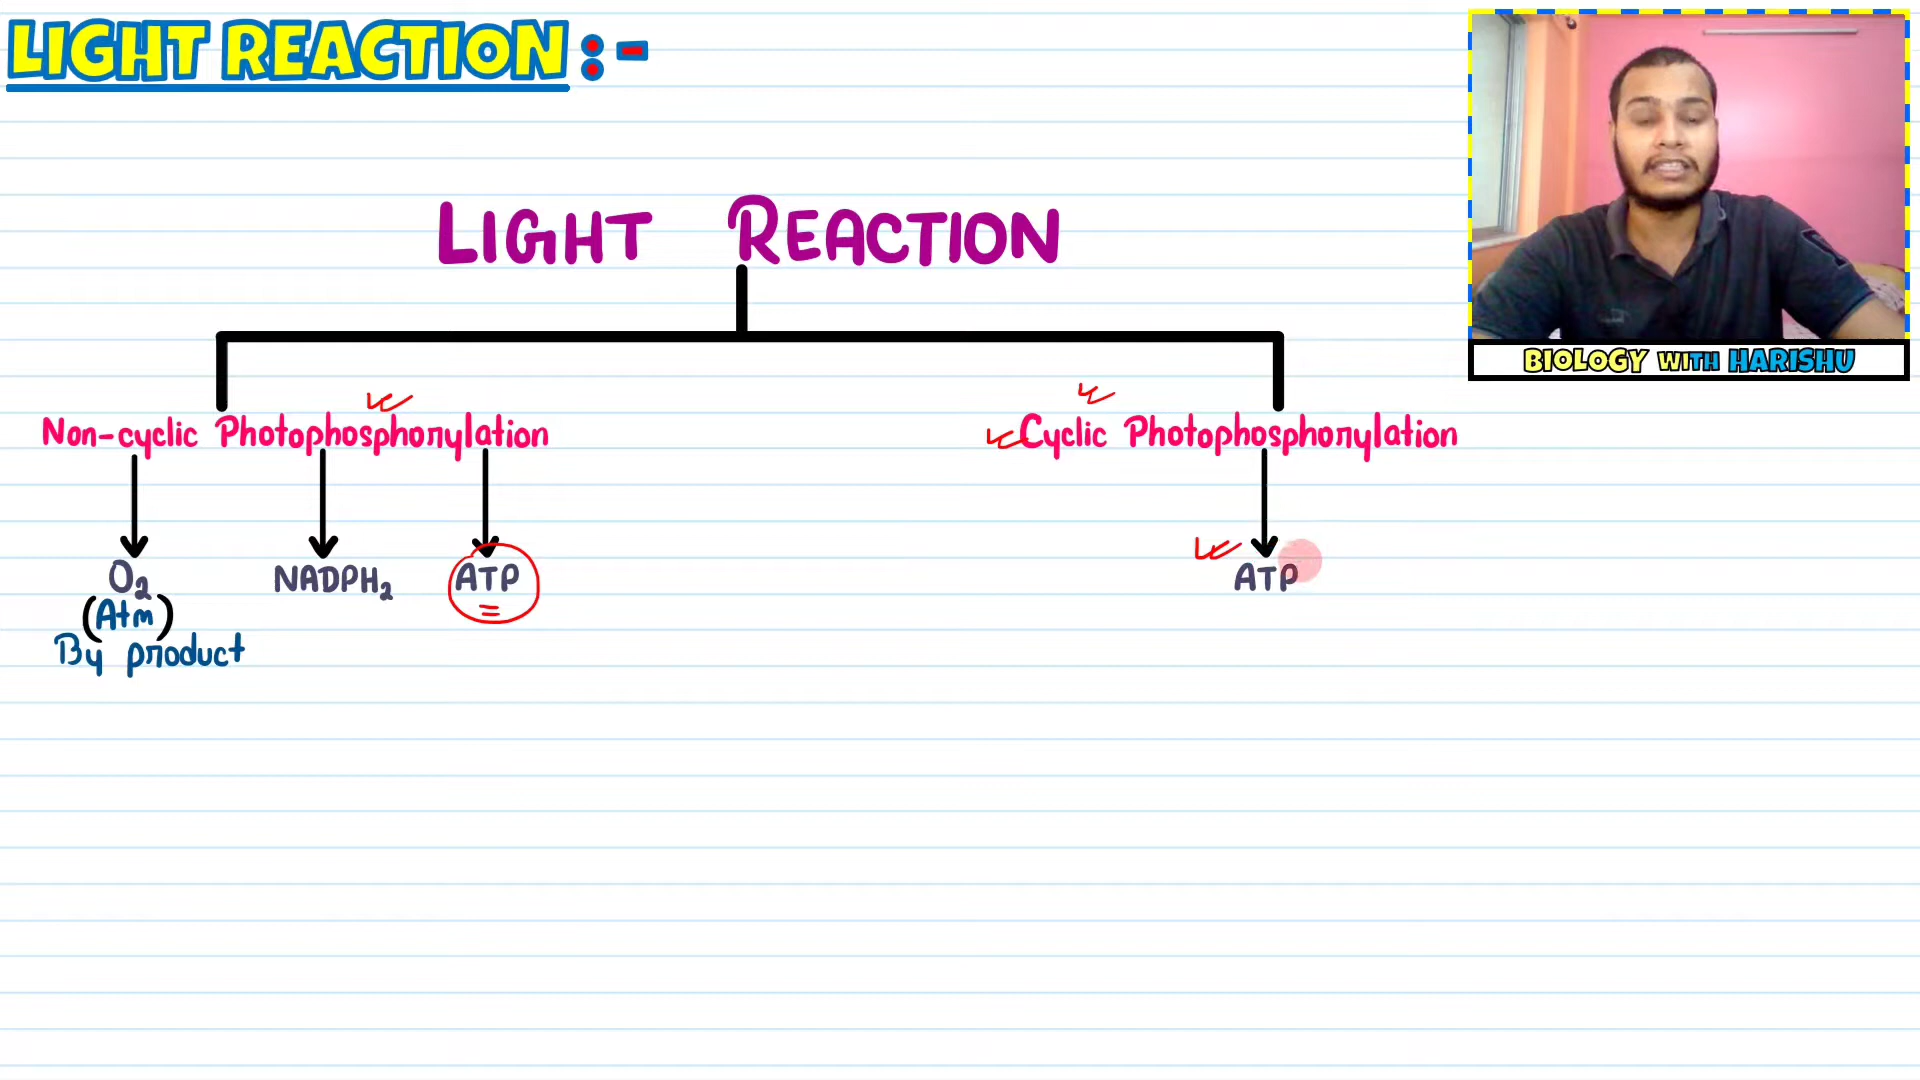 LIGHT REACTION :-
LIGHT REACTION
Non-cyclic Photophosphorylation
Cyclic Photophosphorylation
O₂
NADPH₂
ATP
ATP
(Atm)
By product
BIOLOGY WITH HARISHU